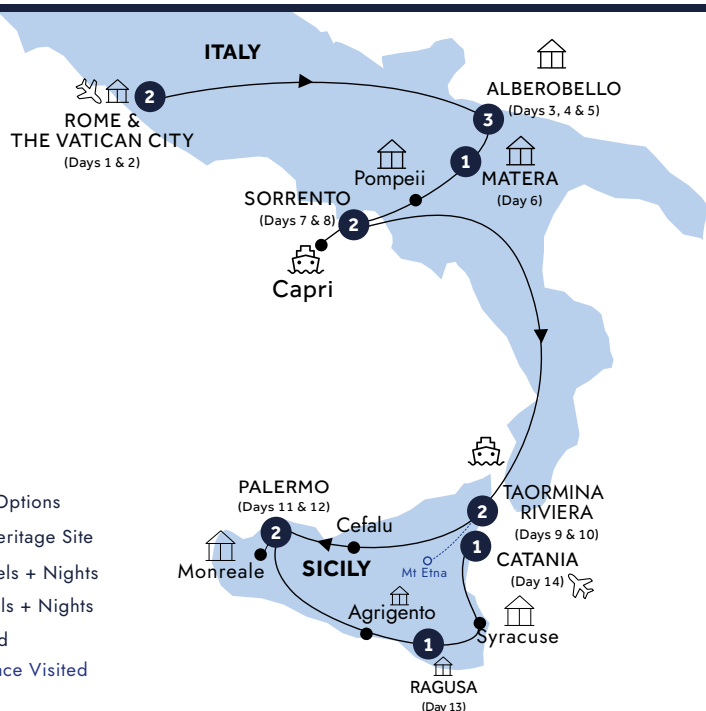 ITALY
2
ROME &
THE VATICAN CITY
(Days 1 & 2)
ALBEROBELLO
(Days 3, 4 & 5)
3
1
MATERA
(Day 6)
Pompeii
SORRENTO
(Days 7 & 8)
2
Capri
TAORMINA
RIVIERA
(Days 9 & 10)
2
1
CATANIA
(Day 14)
Mt Etna
PALERMO
(Days 11 & 12)
2
Cefalu
Monreale
SICILY
Agrigento
Syracuse
1
RAGUSA
(Day 13)
Options
eritage Site
els + Nights
ls + Nights
d
ace Visited